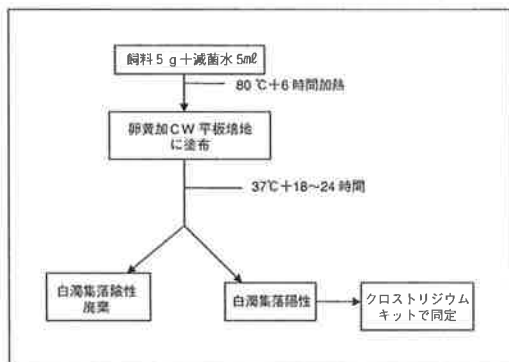 飼料5g+減菌水5㎖
80℃+6時間加熱
卵黄加CW平板培地
に塗布
37℃+18～24時間
白濁集落陰性
廃棄
白濁集落陽性
クロストリジウム
キットで同定